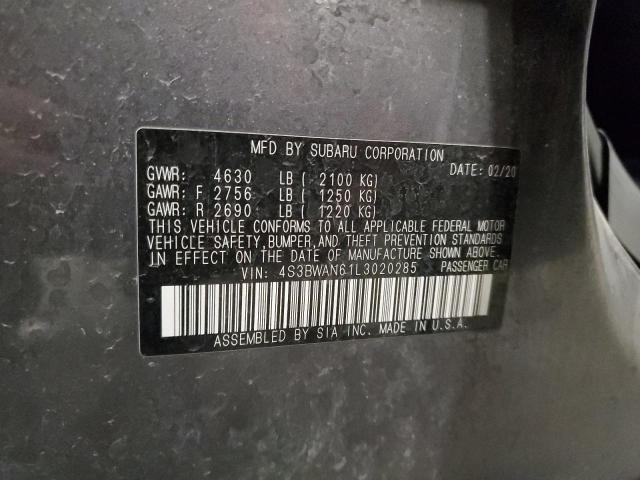 MFD BY SUBARU CORPORATION
DATE: 02/20
GVWR: 4630 LB ( 2100 KG)
GAWR: F 2756 LB ( 1250 KG)
GAWR: R 2690 LB ( 1220 KG)
THIS VEHICLE CONFORMS TO ALL APPLICABLE FEDERAL MOTOR
VEHICLE SAFETY, BUMPER, AND THEFT PREVENTION STANDARDS
IN EFFECT ON THE DATE OF MANUFACTURE SHOWN ABOVE.
VIN: 4S3BWAN61L3020285 PASSENGER CAR
ASSEMBLED BY SIA INC. MADE IN U.S.A.